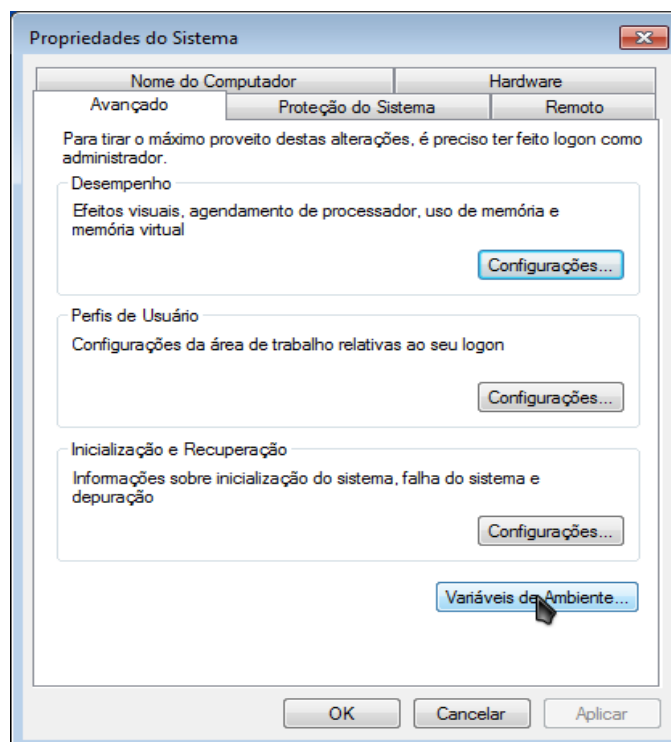 Propriedades do Sistema
Nome do Computador
Hardware
Avançado
Proteção do Sistema
Remoto
Para tirar o máximo proveito destas alterações, é preciso ter feito logon como
administrador.
Desempenho
Efeitos visuais, agendamento de processador, uso de memória e
memória virtual
Configurações...
Perfis de Usuário
Configurações da área de trabalho relativas ao seu logon
Configurações...
Inicialização e Recuperação
Informações sobre inicialização do sistema, falha do sistema e
depuração
Configurações...
Variáveis de Ambiente...
OK
Cancelar
Aplicar